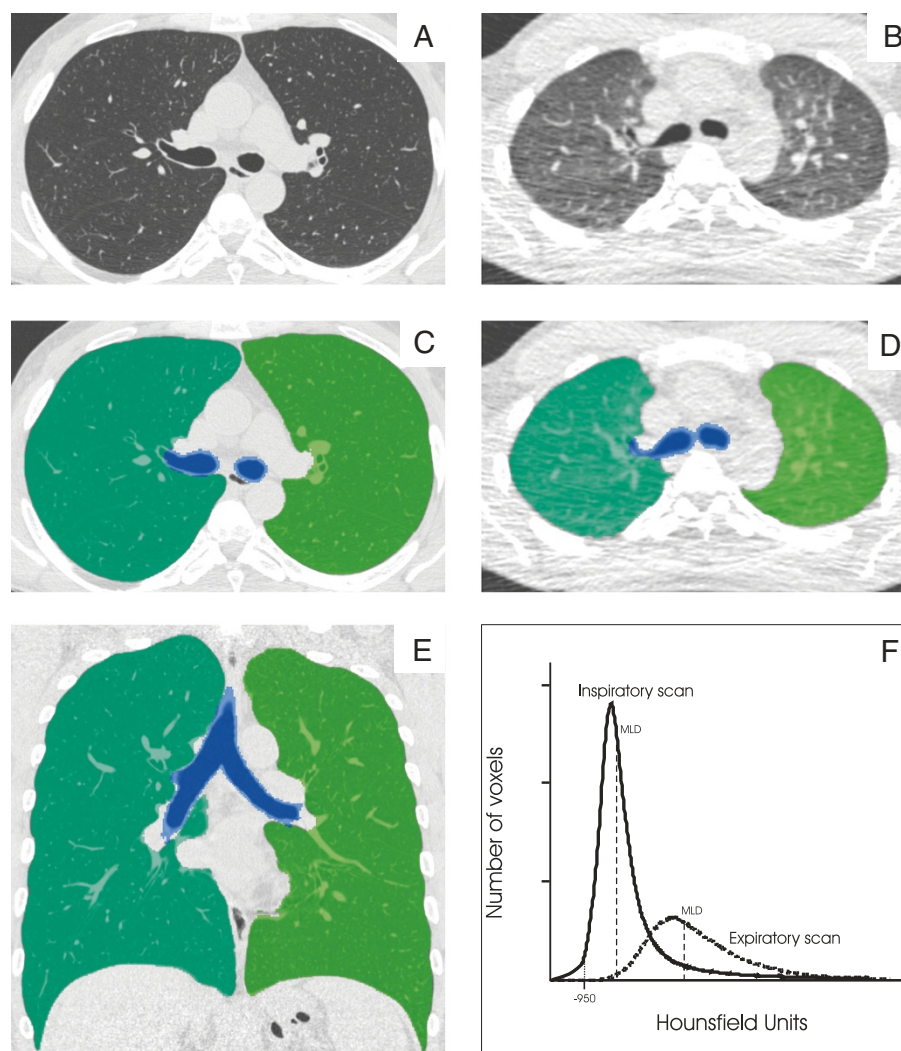 A
B
C
D
E
F
Inspiratory scan
MLD
Number of voxels
MLD
Expiratory scan
-950
Hounsfield Units